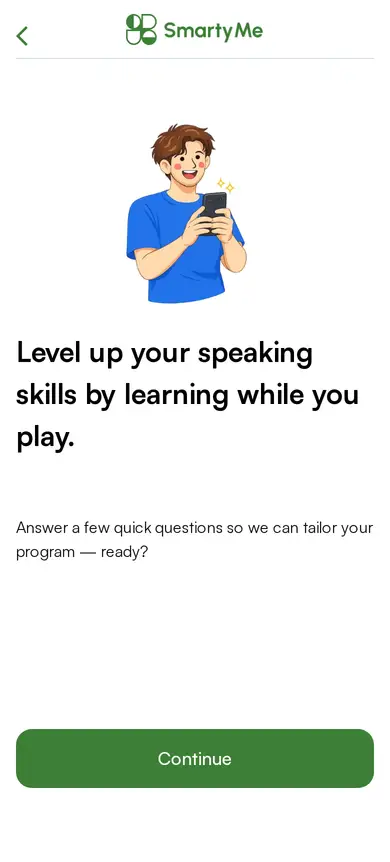 SmartyMe
Level up your speaking
skills by learning while you
play.
Answer a few quick questions so we can tailor your
program — ready?
Continue